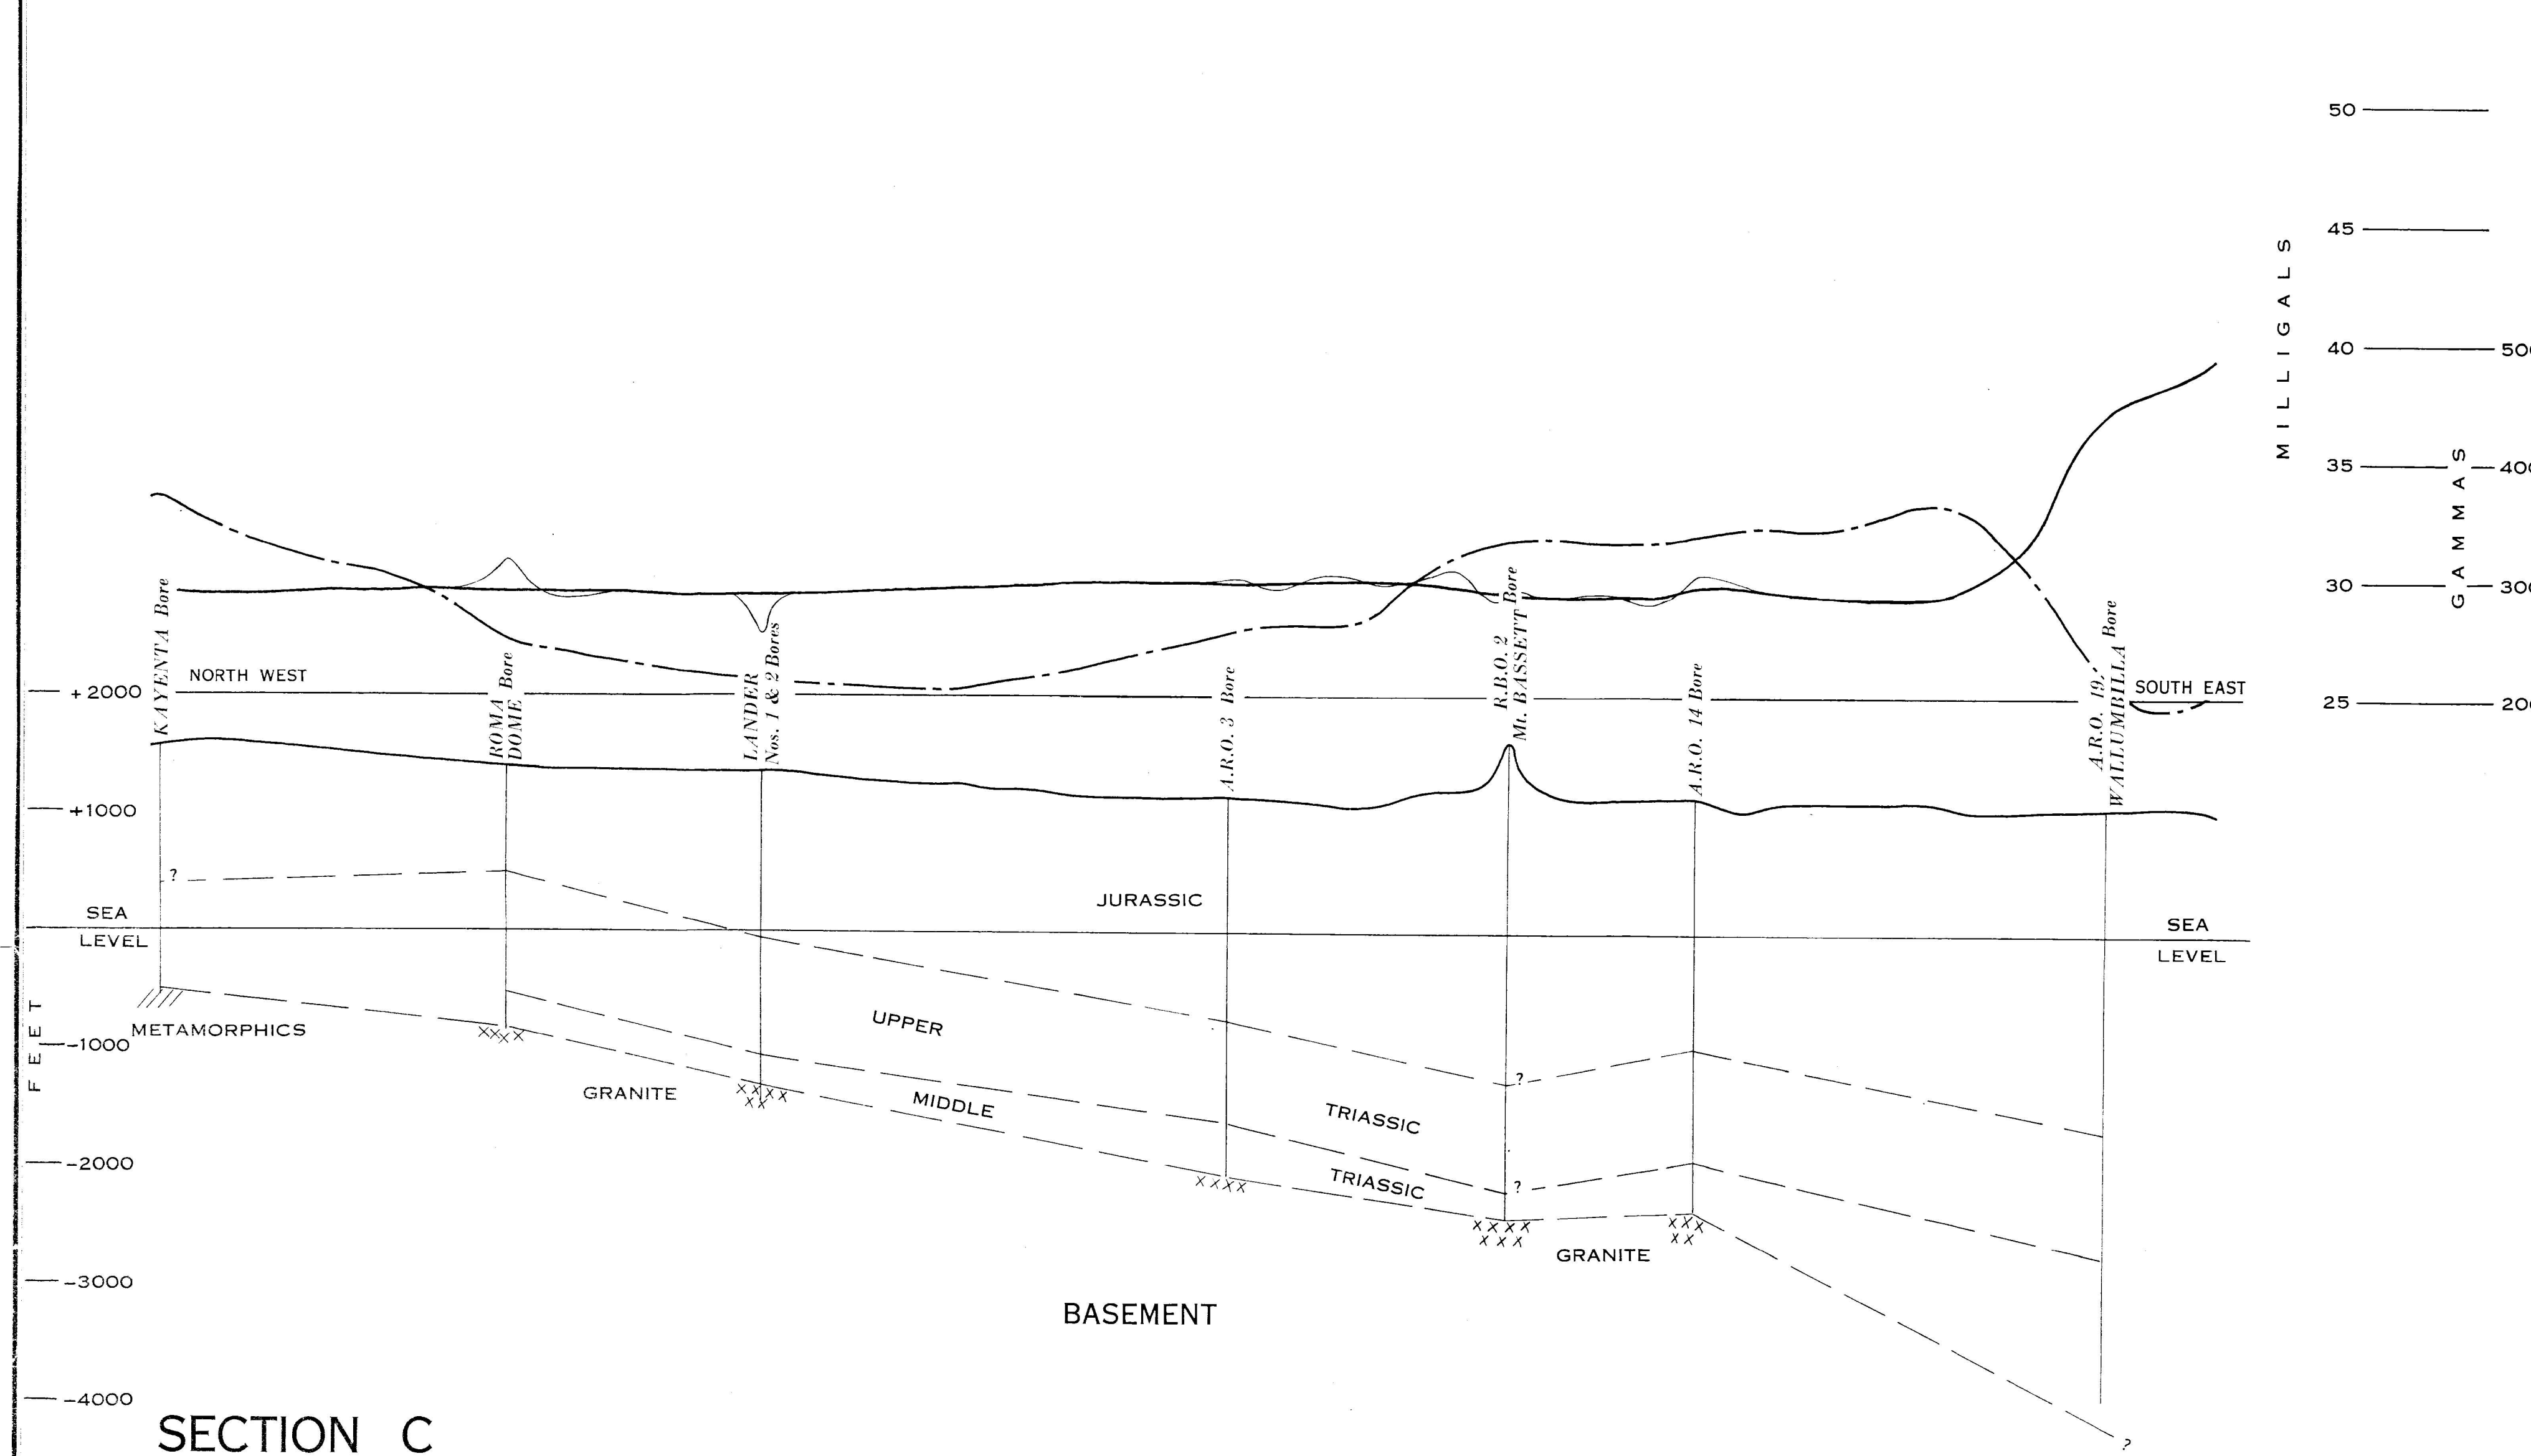 50
45
MILLIGALS
40
500
35
400
GAMMAS
30
300
25
200
KAYENTA Bore
ROMA DOME Bore
LANDER
Nos. 1 & 2 Bores
A.R.O. 3 Bore
R.B.O. 2
Mt. BASSETT Bore
A.R.O. 14 Bore
A.R.O. 19,
WALLUMBILLA Bore
NORTH WEST
SOUTH EAST
+2000
+1000
?
JURASSIC
SEA
LEVEL
SEA
LEVEL
FEET
METAMORPHICS
-1000
UPPER
GRANITE
MIDDLE
?
TRIASSIC
-2000
TRIASSIC
?
GRANITE
-3000
BASEMENT
-4000
SECTION C
?